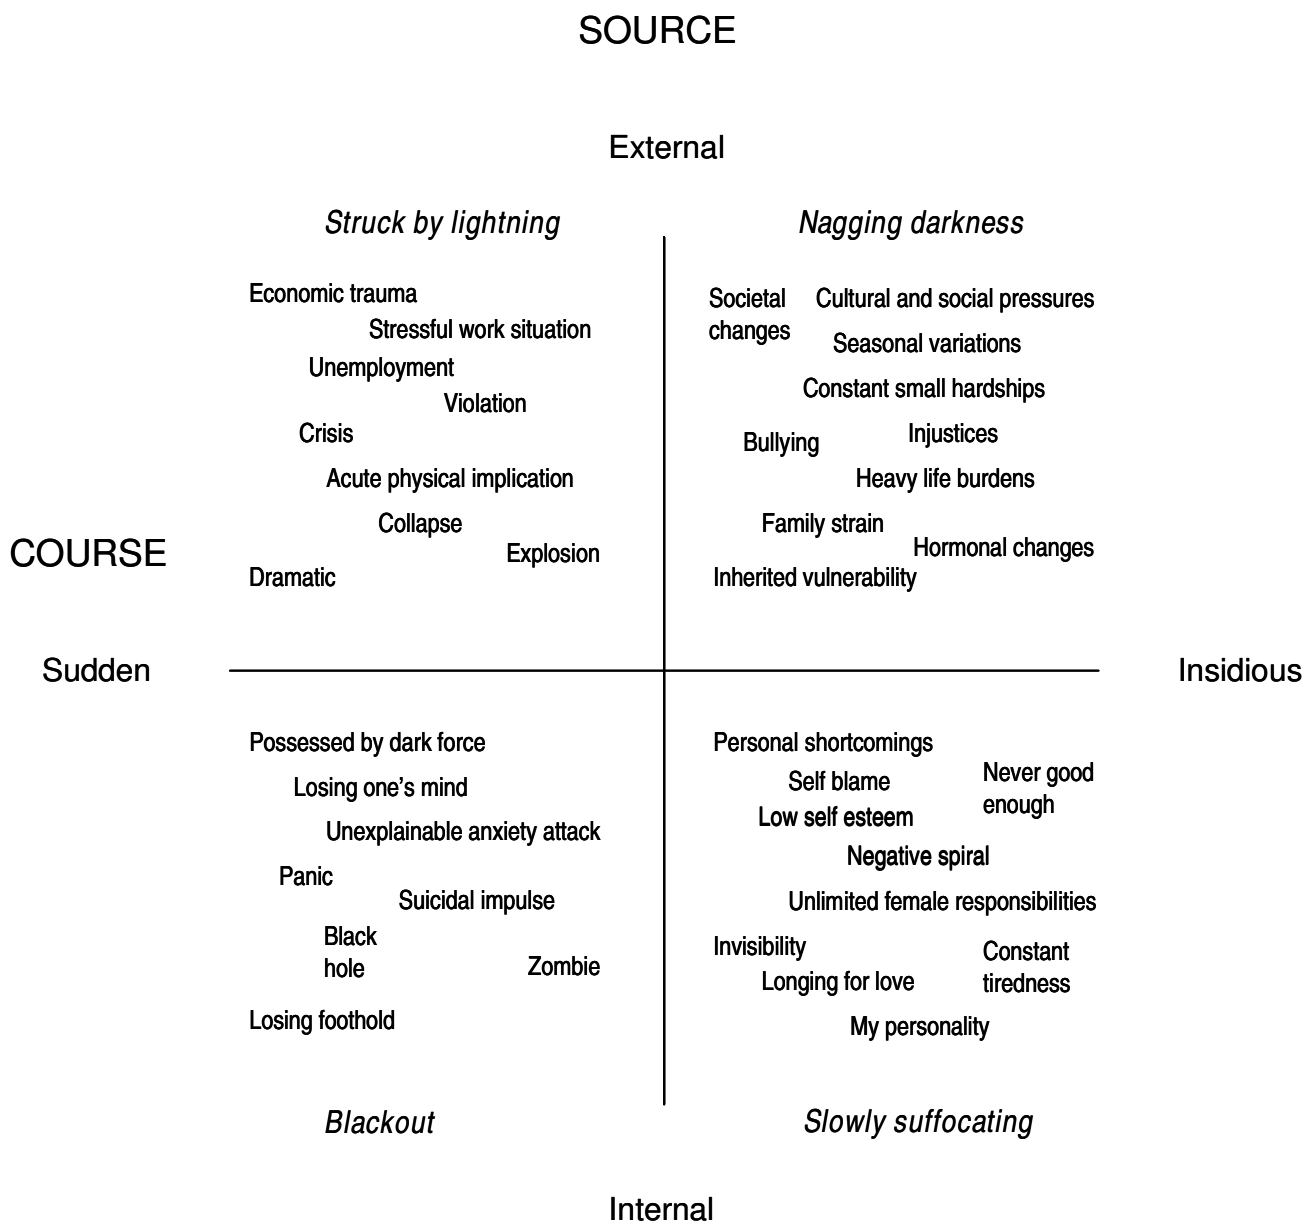 SOURCE
External
Struck by lightning
Nagging darkness
Economic trauma
Stressful work situation
Unemployment
Violation
Crisis
Acute physical implication
Collapse
Explosion
Dramatic
Societal
changes
Cultural and social pressures
Seasonal variations
Constant small hardships
Bullying
Injustices
Heavy life burdens
Family strain
Hormonal changes
Inherited vulnerability
COURSE
Sudden
Insidious
Possessed by dark force
Losing one's mind
Unexplainable anxiety attack
Panic
Suicidal impulse
Black
hole
Zombie
Losing foothold
Personal shortcomings
Self blame
Never good
enough
Low self esteem
Negative spiral
Unlimited female responsibilities
Invisibility
Constant
tiredness
Longing for love
My personality
Blackout
Slowly suffocating
Internal